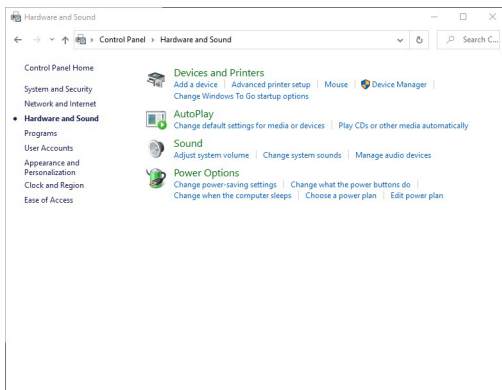 Hardware and Sound
Control Panel › Hardware and Sound
Search C...
Control Panel Home
System and Security
Network and Internet
Hardware and Sound
Programs
User Accounts
Appearance and
Personalization
Clock and Region
Ease of Access
Devices and Printers
Add a device | Advanced printer setup | Mouse | Device Manager |
Change Windows To Go startup options
AutoPlay
Change default settings for media or devices | Play CDs or other media automatically
Sound
Adjust system volume | Change system sounds | Manage audio devices
Power Options
Change power-saving settings | Change what the power buttons do |
Change when the computer sleeps | Choose a power plan | Edit power plan